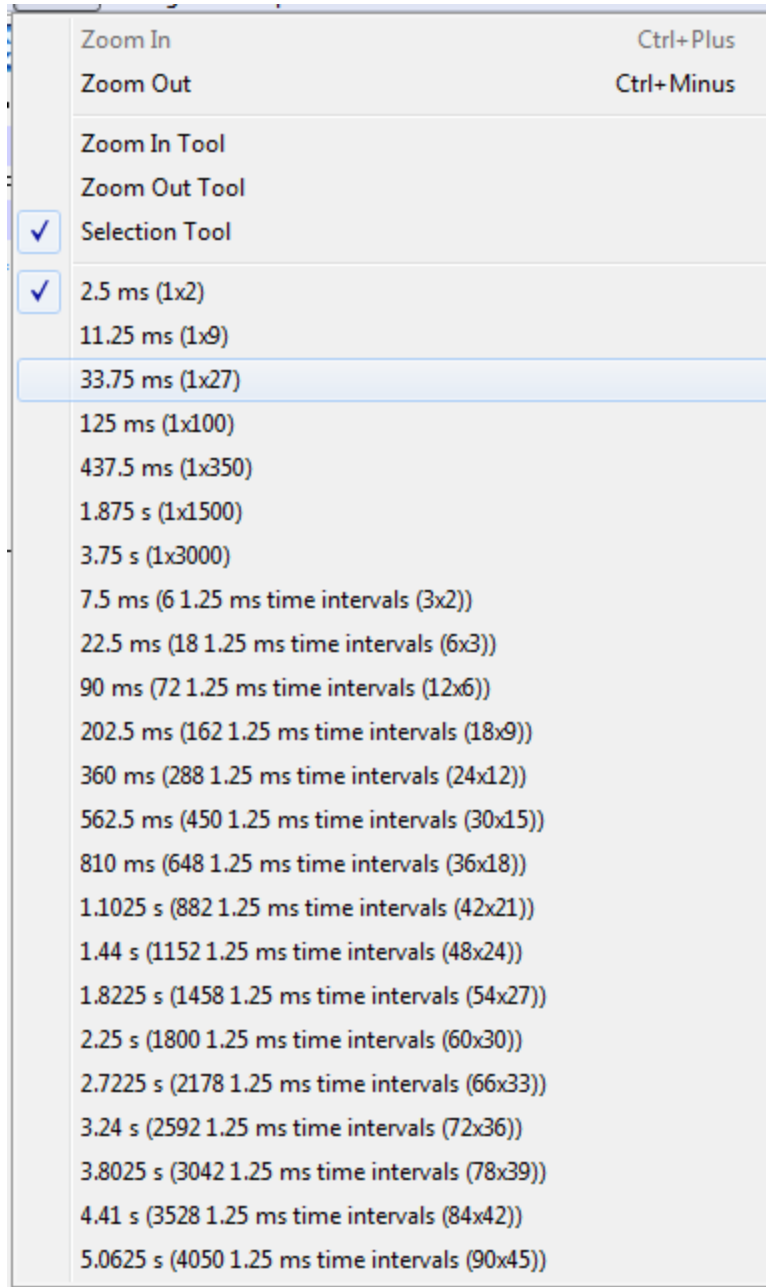 Zoom In Ctrl+Plus
Zoom Out Ctrl+Minus
Zoom In Tool
Zoom Out Tool
Selection Tool
2.5 ms (1x2)
11.25 ms (1x9)
33.75 ms (1x27)
125 ms (1x100)
437.5 ms (1x350)
1.875 s (1x1500)
3.75 s (1x3000)
7.5 ms (6 1.25 ms time intervals (3x2))
22.5 ms (18 1.25 ms time intervals (6x3))
90 ms (72 1.25 ms time intervals (12x6))
202.5 ms (162 1.25 ms time intervals (18x9))
360 ms (288 1.25 ms time intervals (24x12))
562.5 ms (450 1.25 ms time intervals (30x15))
810 ms (648 1.25 ms time intervals (36x18))
1.1025 s (882 1.25 ms time intervals (42x21))
1.44 s (1152 1.25 ms time intervals (48x24))
1.8225 s (1458 1.25 ms time intervals (54x27))
2.25 s (1800 1.25 ms time intervals (60x30))
2.7225 s (2178 1.25 ms time intervals (66x33))
3.24 s (2592 1.25 ms time intervals (72x36))
3.8025 s (3042 1.25 ms time intervals (78x39))
4.41 s (3528 1.25 ms time intervals (84x42))
5.0625 s (4050 1.25 ms time intervals (90x45))